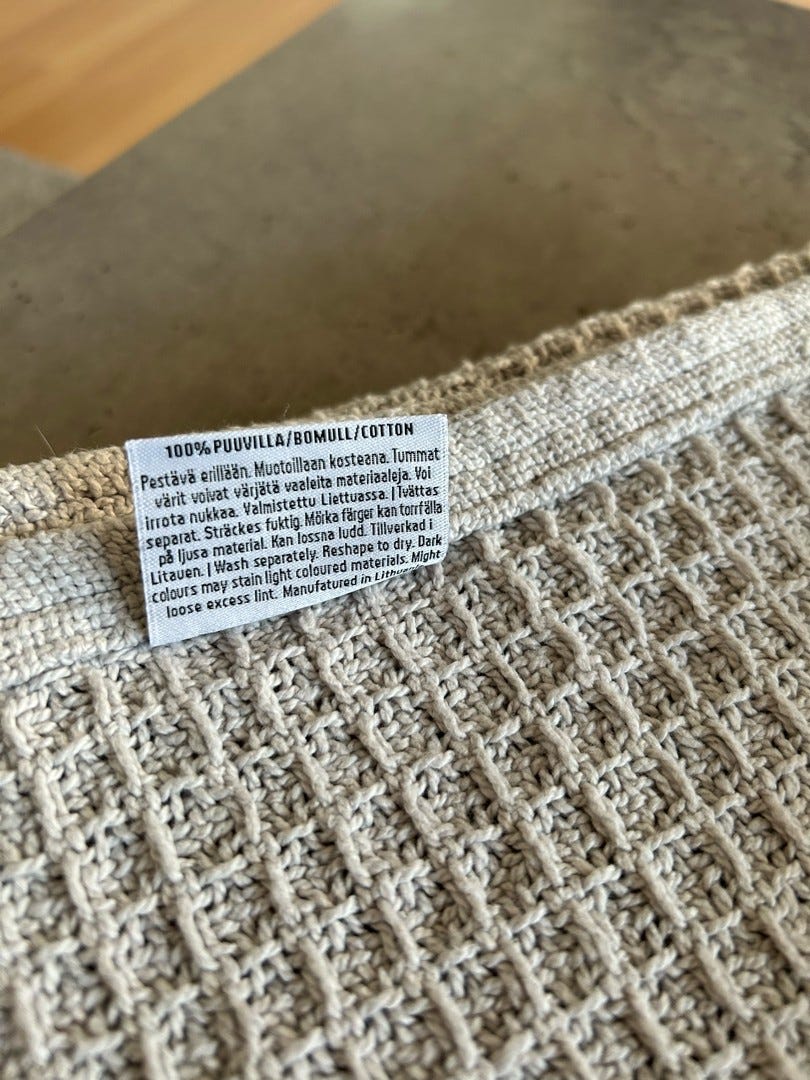 100% PUUVILLA/BOMULL/COTTON
Pestävä erillään. Muotoillaan kosteana. Tummat
värit voivat värjätä vaaleita materiaaleja. Voi
irrota nukkaa. Valmistettu Liettuassa. | Tvättas
separat. Sträckes fuktig. Mörka färger kan torrfälla
på ljusa material. Kan lossna ludd. Tillverkad i
Litauen. | Wash separately. Reshape to dry. Dark
colours may stain light coloured materials. Might
loose excess lint. Manufatured in